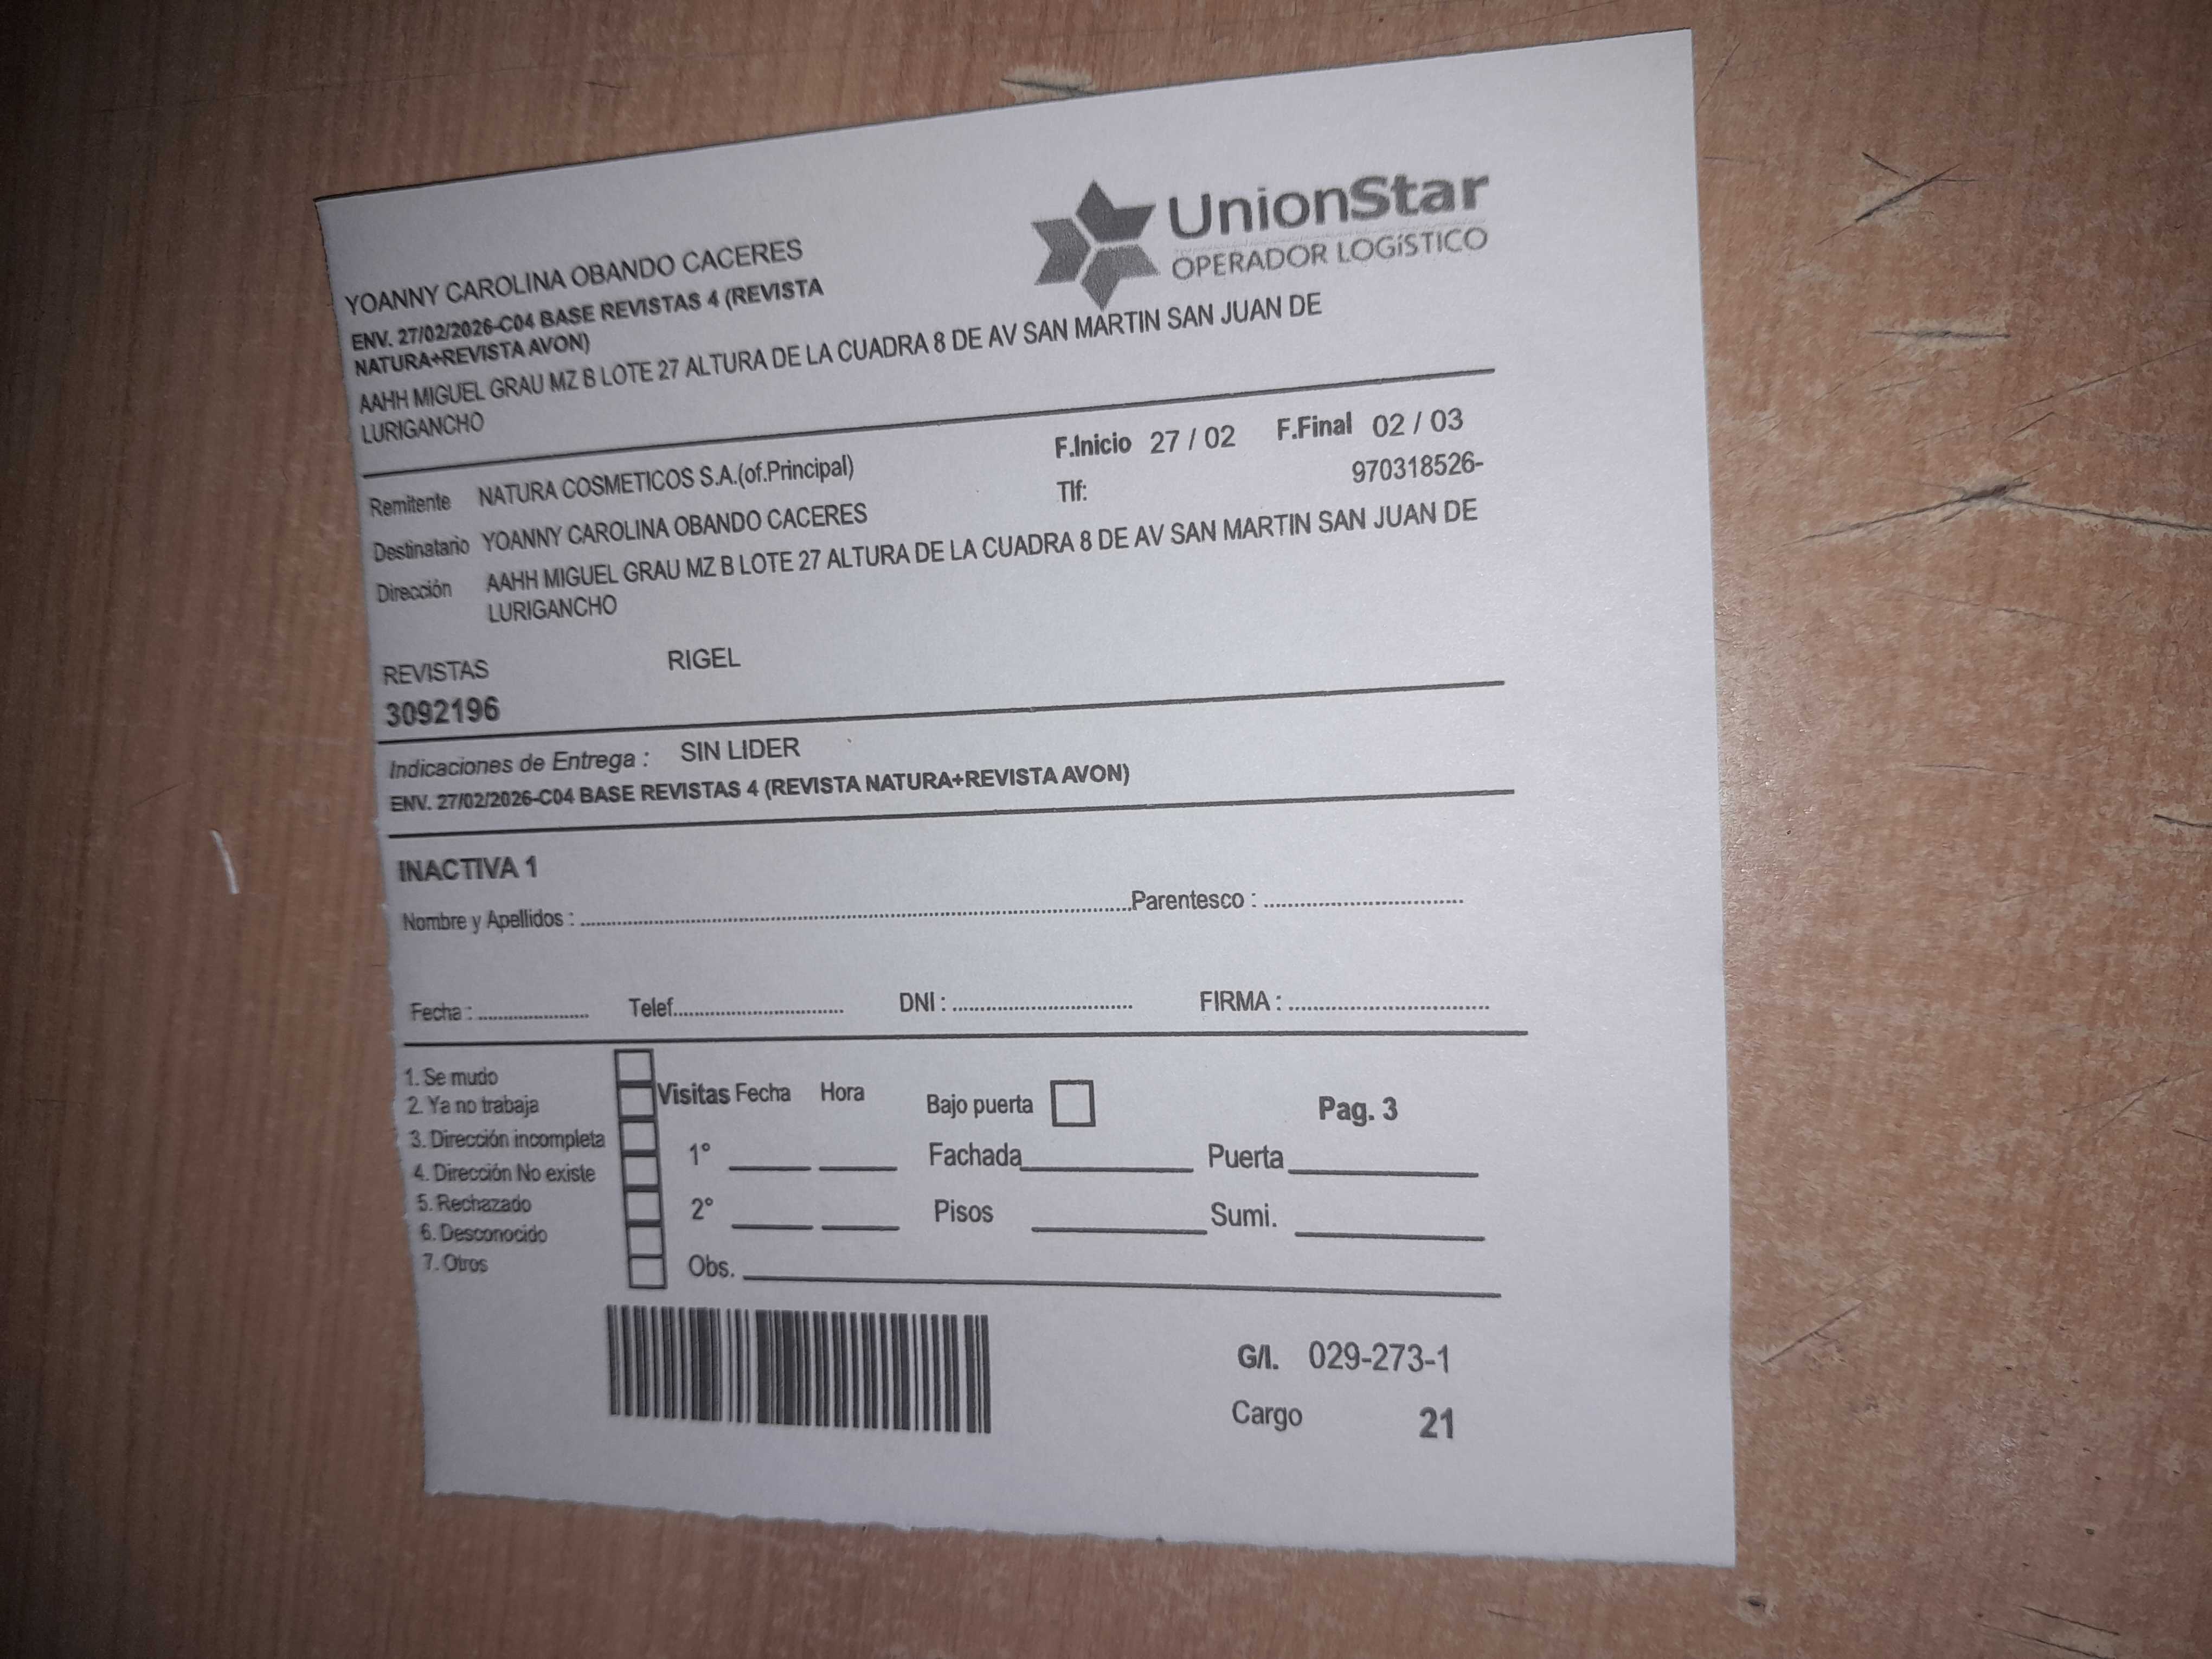 UnionStar
OPERADOR LOGíSTICO
YOANNY CAROLINA OBANDO CACERES
ENV. 27/02/2026-C04 BASE REVISTAS 4 (REVISTA
NATURA+REVISTA AVON)
AAHH MIGUEL GRAU MZ B LOTE 27 ALTURA DE LA CUADRA 8 DE AV SAN MARTIN SAN JUAN DE
LURIGANCHO
Remitente NATURA COSMETICOS S.A.(of.Principal) F.Inicio 27 / 02 F.Final 02 / 03
Destinatario YOANNY CAROLINA OBANDO CACERES Tlf: 970318526-
Dirección AAHH MIGUEL GRAU MZ B LOTE 27 ALTURA DE LA CUADRA 8 DE AV SAN MARTIN SAN JUAN DE
LURIGANCHO
REVISTAS RIGEL
3092196
Indicaciones de Entrega : SIN LIDER
ENV. 27/02/2026-C04 BASE REVISTAS 4 (REVISTA NATURA+REVISTA AVON)
INACTIVA 1
Nombre y Apellidos : Parentesco :
Fecha : Telef. DNI : FIRMA :
1. Se mudo
2. Ya no trabaja
3. Dirección incompleta
4. Dirección No existe
5. Rechazado
6. Desconocido
7. Otros
Visitas Fecha Hora Bajo puerta Pag. 3
1° Fachada Puerta
2° Pisos Sumi.
Obs.
G/I. 029-273-1
Cargo 21